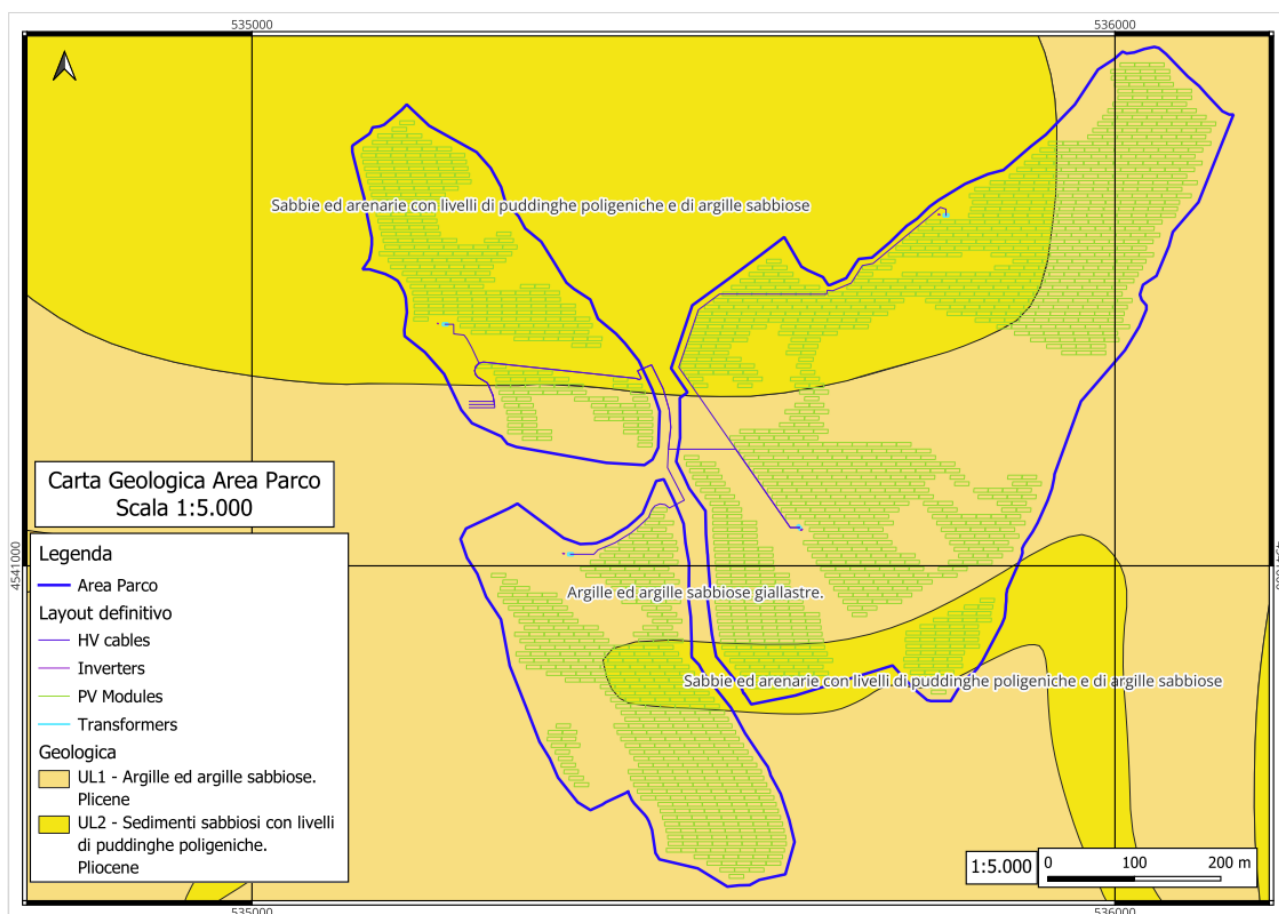 535000
536000
Sabbie ed arenarie con livelli di puddinghe poligeniche e di argille sabbiose
Carta Geologica Area Parco
Scala 1:5.000
Legenda
Area Parco
Layout definitivo
HV cables
Inverters
PV Modules
Transformers
Geologica
UL1 - Argille ed argille sabbiose.
Plicene
UL2 - Sedimenti sabbiosi con livelli
di puddinghe poligeniche.
Pliocene
4541000
Argille ed argille sabbiose giallastre.
Sabbie ed arenarie con livelli di puddinghe poligeniche e di argille sabbiose
1:5.000
0 100 200 m
535000
536000